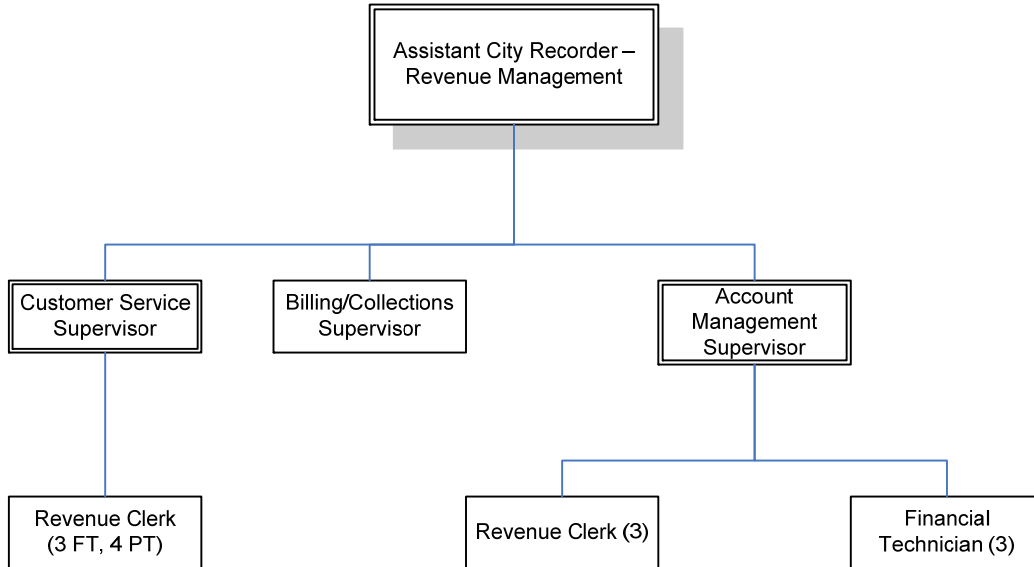 Assistant City Recorder –
Revenue Management
Customer Service
Supervisor
Billing/Collections
Supervisor
Account
Management
Supervisor
Revenue Clerk
(3 FT, 4 PT)
Revenue Clerk (3)
Financial
Technician (3)